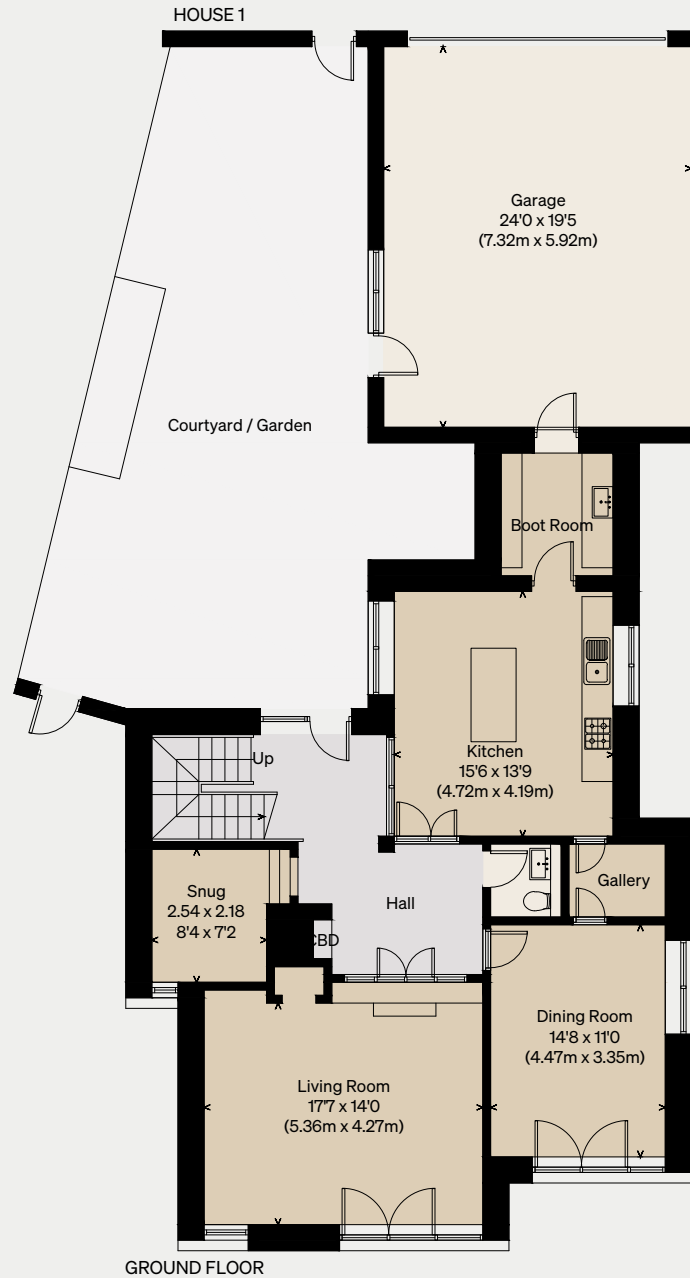 HOUSE 1
Garage
24'0 x 19'5
(7.32m x 5.92m)
Courtyard / Garden
Boot Room
Up
Kitchen
15'6 x 13'9
(4.72m x 4.19m)
Snug
2.54 x 2.18
8'4 x 7'2
Hall
Gallery
CBD
Dining Room
14'8 x 11'0
(4.47m x 3.35m)
Living Room
17'7 x 14'0
(5.36m x 4.27m)
GROUND FLOOR